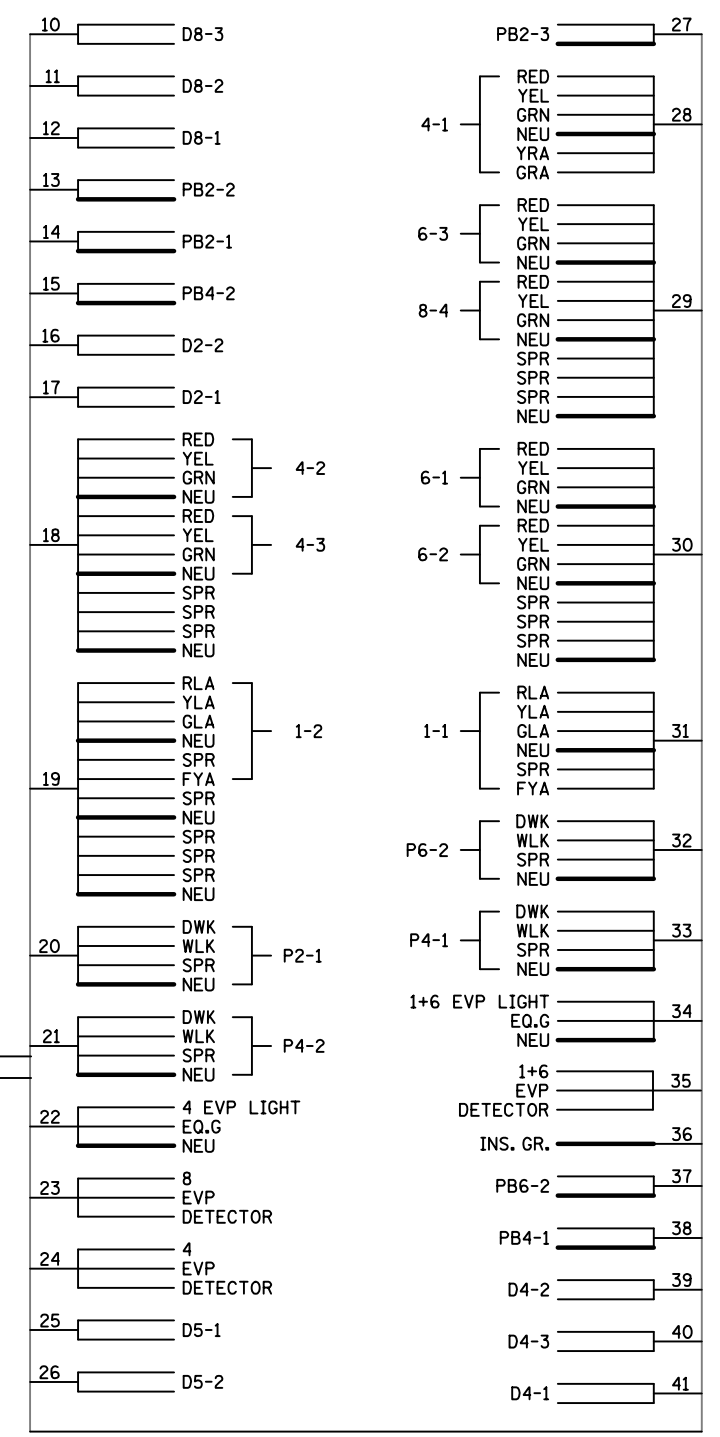 10 D8-3
11 D8-2
12 D8-1
13 PB2-2
14 PB2-1
15 PB4-2
16 D2-2
17 D2-1
RED
YEL
GRN
NEU
4-2
18
RED
YEL
GRN
NEU
4-3
SPR
SPR
SPR
NEU
19
RLA
YLA
GLA
NEU
SPR
FYA
1-2
SPR
NEU
SPR
SPR
SPR
NEU
20
DWK
WLK
SPR
NEU
P2-1
21
DWK
WLK
SPR
NEU
P4-2
22
4 EVP LIGHT
EQ.G
NEU
23
8
EVP
DETECTOR
24
4
EVP
DETECTOR
25 D5-1
26 D5-2
PB2-3 27
4-1
RED
YEL
GRN
NEU
YRA
GRA
28
6-3
RED
YEL
GRN
NEU
8-4
RED
YEL
GRN
NEU
SPR
SPR
SPR
NEU
29
6-1
RED
YEL
GRN
NEU
6-2
RED
YEL
GRN
NEU
SPR
SPR
SPR
NEU
30
1-1
RLA
YLA
GLA
NEU
SPR
FYA
31
P6-2
DWK
WLK
SPR
NEU
32
P4-1
DWK
WLK
SPR
NEU
33
1+6 EVP LIGHT
EQ.G
NEU
34
1+6
EVP
DETECTOR
35
INS. GR. 36
PB6-2 37
PB4-1 38
D4-2 39
D4-3 40
D4-1 41